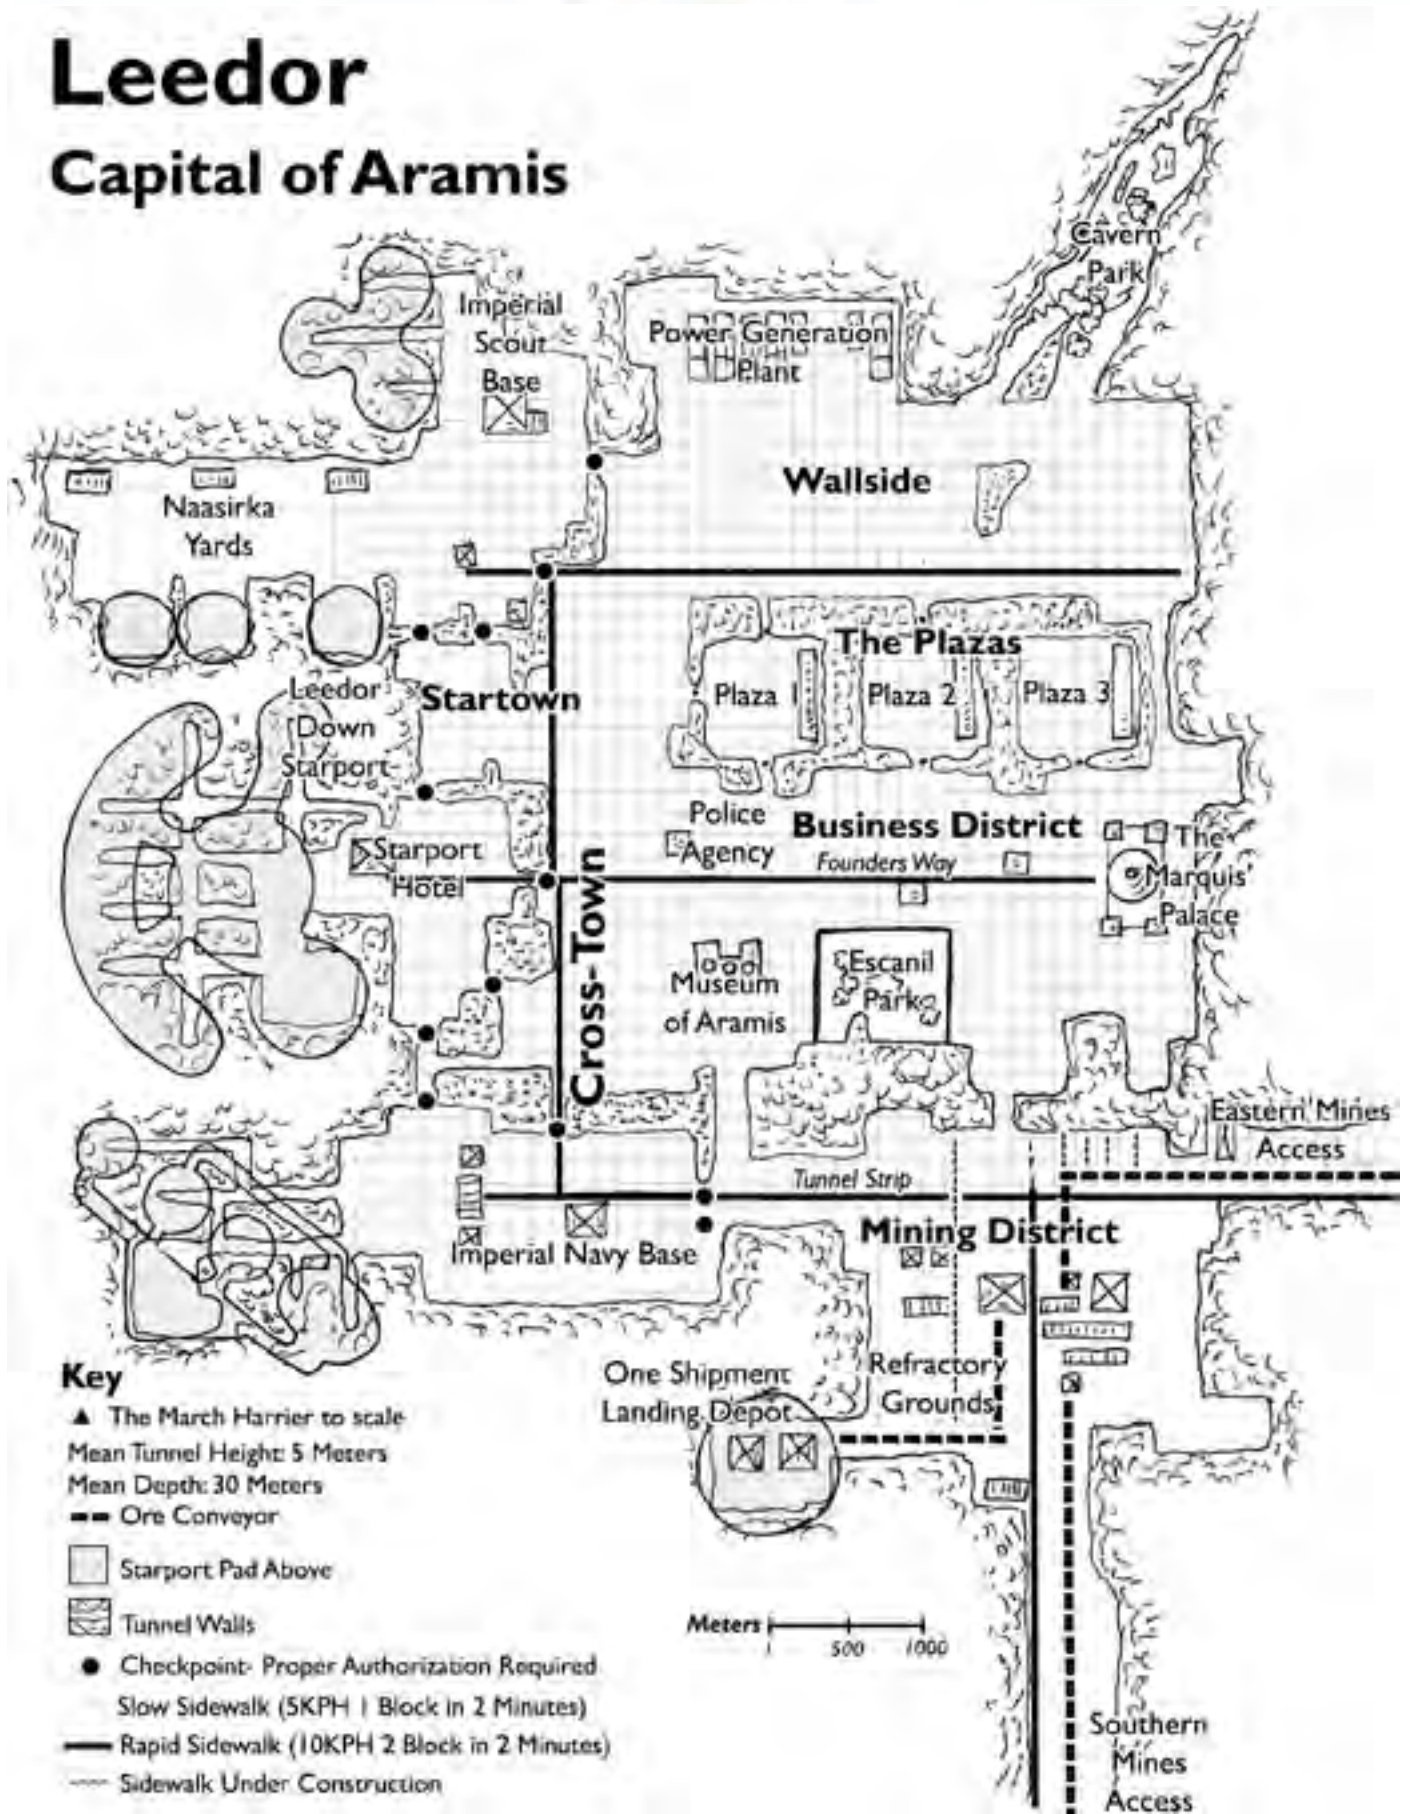 Leedor
Capital of Aramis
Cavern
Park
Imperial
Scout
Base
Power Generation
Plant
Wallside
Naasirka
Yards
The Plazas
Plaza 1
Plaza 2
Plaza 3
Leedor
Down
Starport
Startown
Police
Agency
Business District
Founders Way
The
Marquis'
Palace
Starport
Hotel
Cross-Town
Museum
of Aramis
Escanil
Park
Eastern Mines
Access
Tunnel Strip
Mining District
Imperial Navy Base
One Shipment
Landing Depot
Refractory
Grounds
Key
The March Harrier to scale
Mean Tunnel Height: 5 Meters
Mean Depth: 30 Meters
Ore Conveyor
Starport Pad Above
Tunnel Walls
Checkpoint- Proper Authorization Required
Slow Sidewalk (5KPH 1 Block in 2 Minutes)
Rapid Sidewalk (10KPH 2 Block in 2 Minutes)
Sidewalk Under Construction
Meters
1 500 1000
Southern
Mines
Access